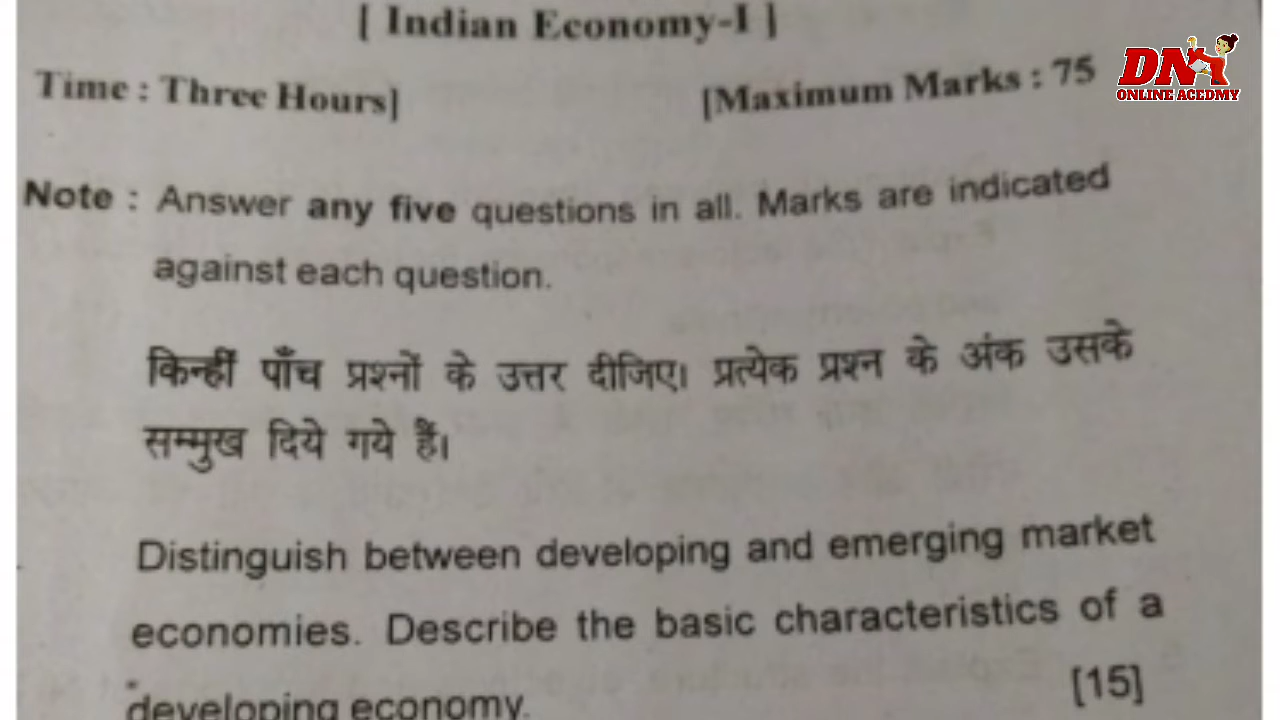 [ Indian Economy-I ]
DN
ONLINE ACEDMY
Time : Three Hours]
[Maximum Marks : 75
Note : Answer any five questions in all. Marks are indicated
against each question.
किन्हीं पाँच प्रश्नों के उत्तर दीजिए। प्रत्येक प्रश्न के अंक उसके
सम्मुख दिये गये हैं।
Distinguish between developing and emerging market
economies. Describe the basic characteristics of a
developing economy.
[15]